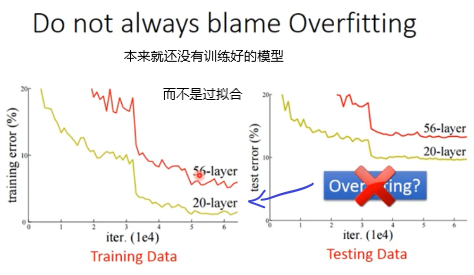 Do not always blame Overfitting
本来就还没有训练好的模型
而不是过拟合
20
10
0
training error (%)
56-layer
20-layer
0 1 2 3 4 5 6
iter. (1e4)
Training Data
20
10
0
test error (%)
56-layer
20-layer
0 1 2 3 4 5 6
iter. (1e4)
Testing Data